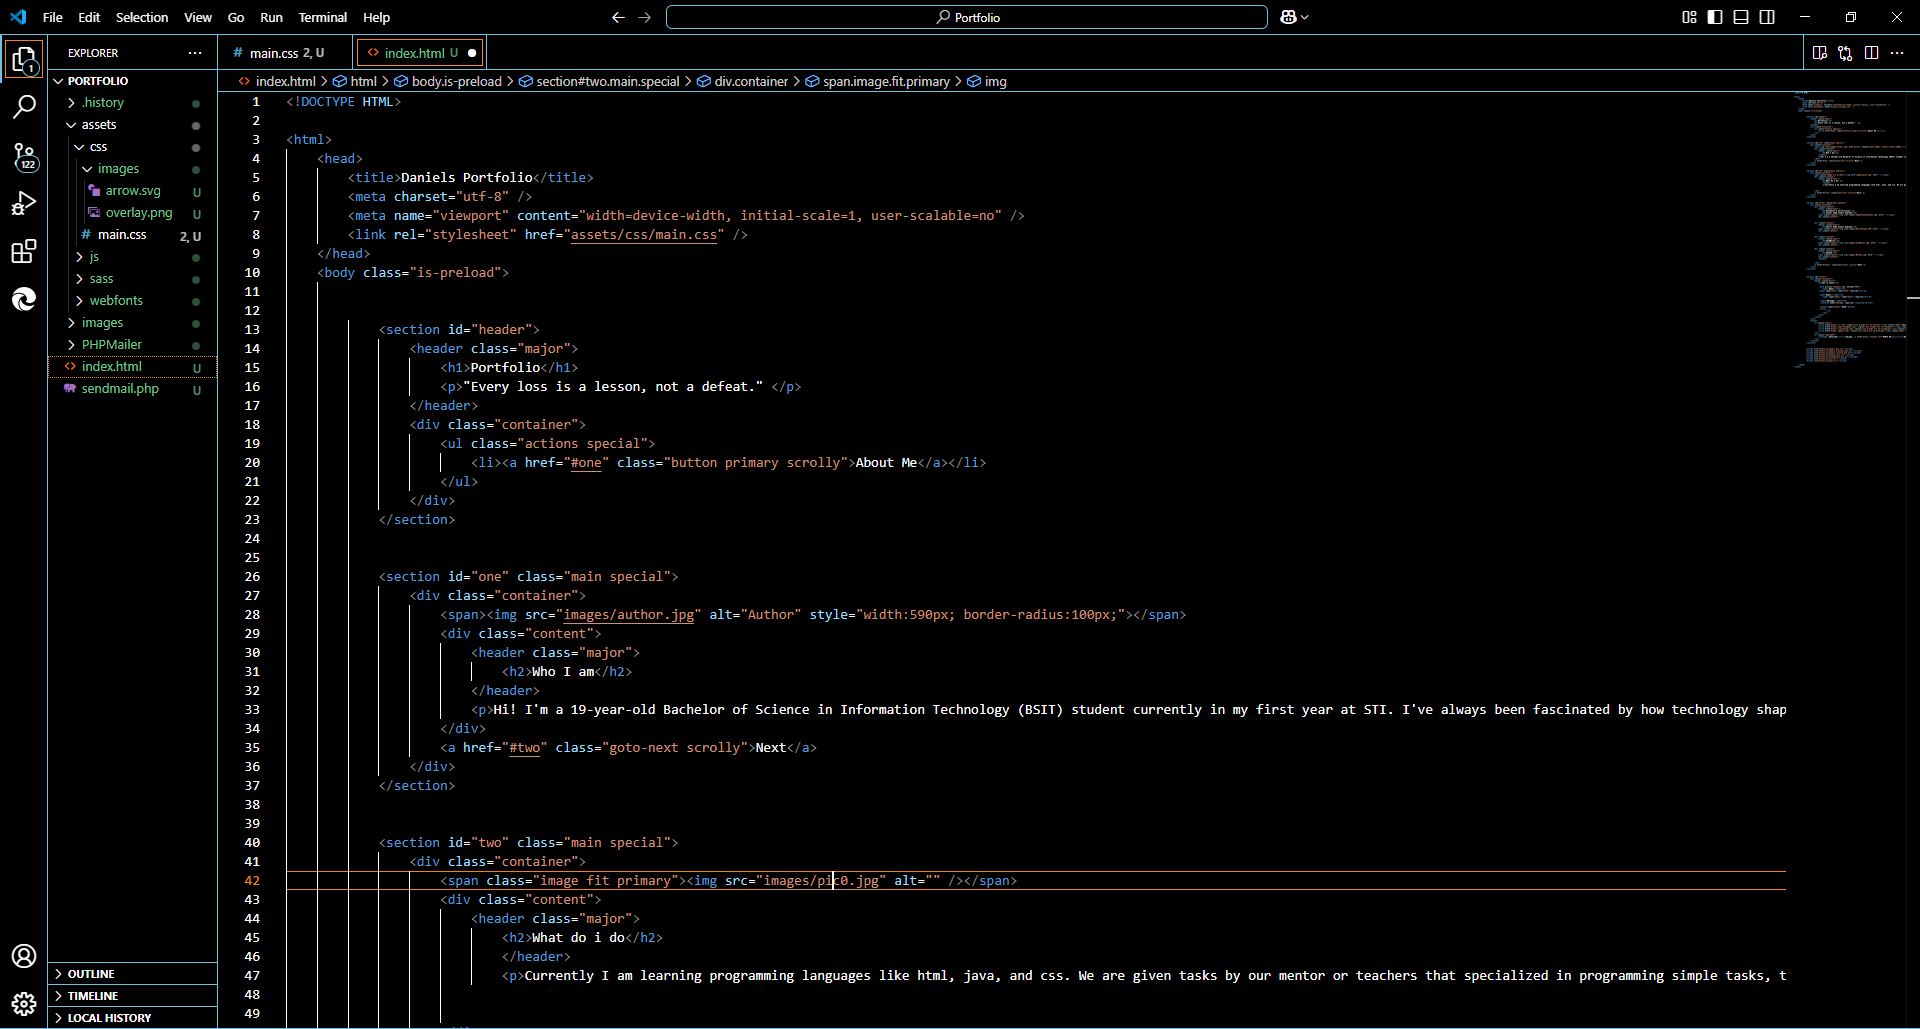 File Edit Selection View Go Run Terminal Help
Portfolio
EXPLORER
main.css 2, U
index.html U
PORTFOLIO
index.html > html > body.is-preload > section#two.main.special > div.container > span.image.fit.primary > img
.history
assets
css
images
arrow.svg U
overlay.png U
main.css 2, U
js
sass
webfonts
images
PHPMailer
index.html U
sendmail.php U
1
122
OUTLINE
TIMELINE
LOCAL HISTORY
1 <!DOCTYPE HTML>
2
3 <html>
4 <head>
5 <title>Daniels Portfolio</title>
6 <meta charset="utf-8" />
7 <meta name="viewport" content="width=device-width, initial-scale=1, user-scalable=no" />
8 <link rel="stylesheet" href="assets/css/main.css" />
9 </head>
10 <body class="is-preload">
11
12
13 <section id="header">
14 <header class="major">
15 <h1>Portfolio</h1>
16 <p>"Every loss is a lesson, not a defeat." </p>
17 </header>
18 <div class="container">
19 <ul class="actions special">
20 <li><a href="#one" class="button primary scrolly">About Me</a></li>
21 </ul>
22 </div>
23 </section>
24
25
26 <section id="one" class="main special">
27 <div class="container">
28 <span><img src="images/author.jpg" alt="Author" style="width:590px; border-radius:100px;"></span>
29 <div class="content">
30 <header class="major">
31 <h2>Who I am</h2>
32 </header>
33 <p>Hi! I'm a 19-year-old Bachelor of Science in Information Technology (BSIT) student currently in my first year at STI. I've always been fascinated by how technology shap
34 </div>
35 <a href="#two" class="goto-next scrolly">Next</a>
36 </div>
37 </section>
38
39
40 <section id="two" class="main special">
41 <div class="container">
42 <span class="image fit primary"><img src="images/pic0.jpg" alt="" /></span>
43 <div class="content">
44 <header class="major">
45 <h2>What do i do</h2>
46 </header>
47 <p>Currently I am learning programming languages like html, java, and css. We are given tasks by our mentor or teachers that specialized in programming simple tasks, t
48
49